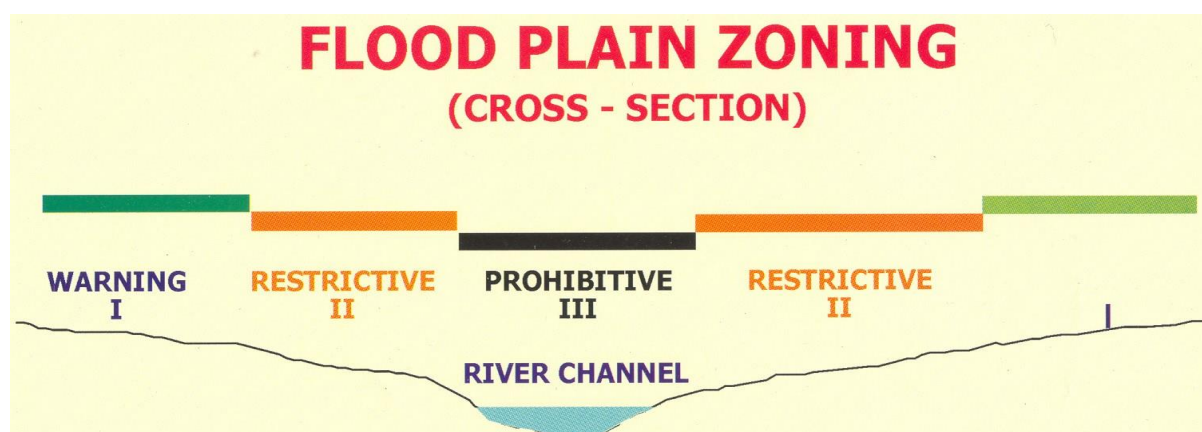 FLOOD PLAIN ZONING
(CROSS - SECTION)
WARNING
I
RESTRICTIVE
II
PROHIBITIVE
III
RESTRICTIVE
II
I
RIVER CHANNEL